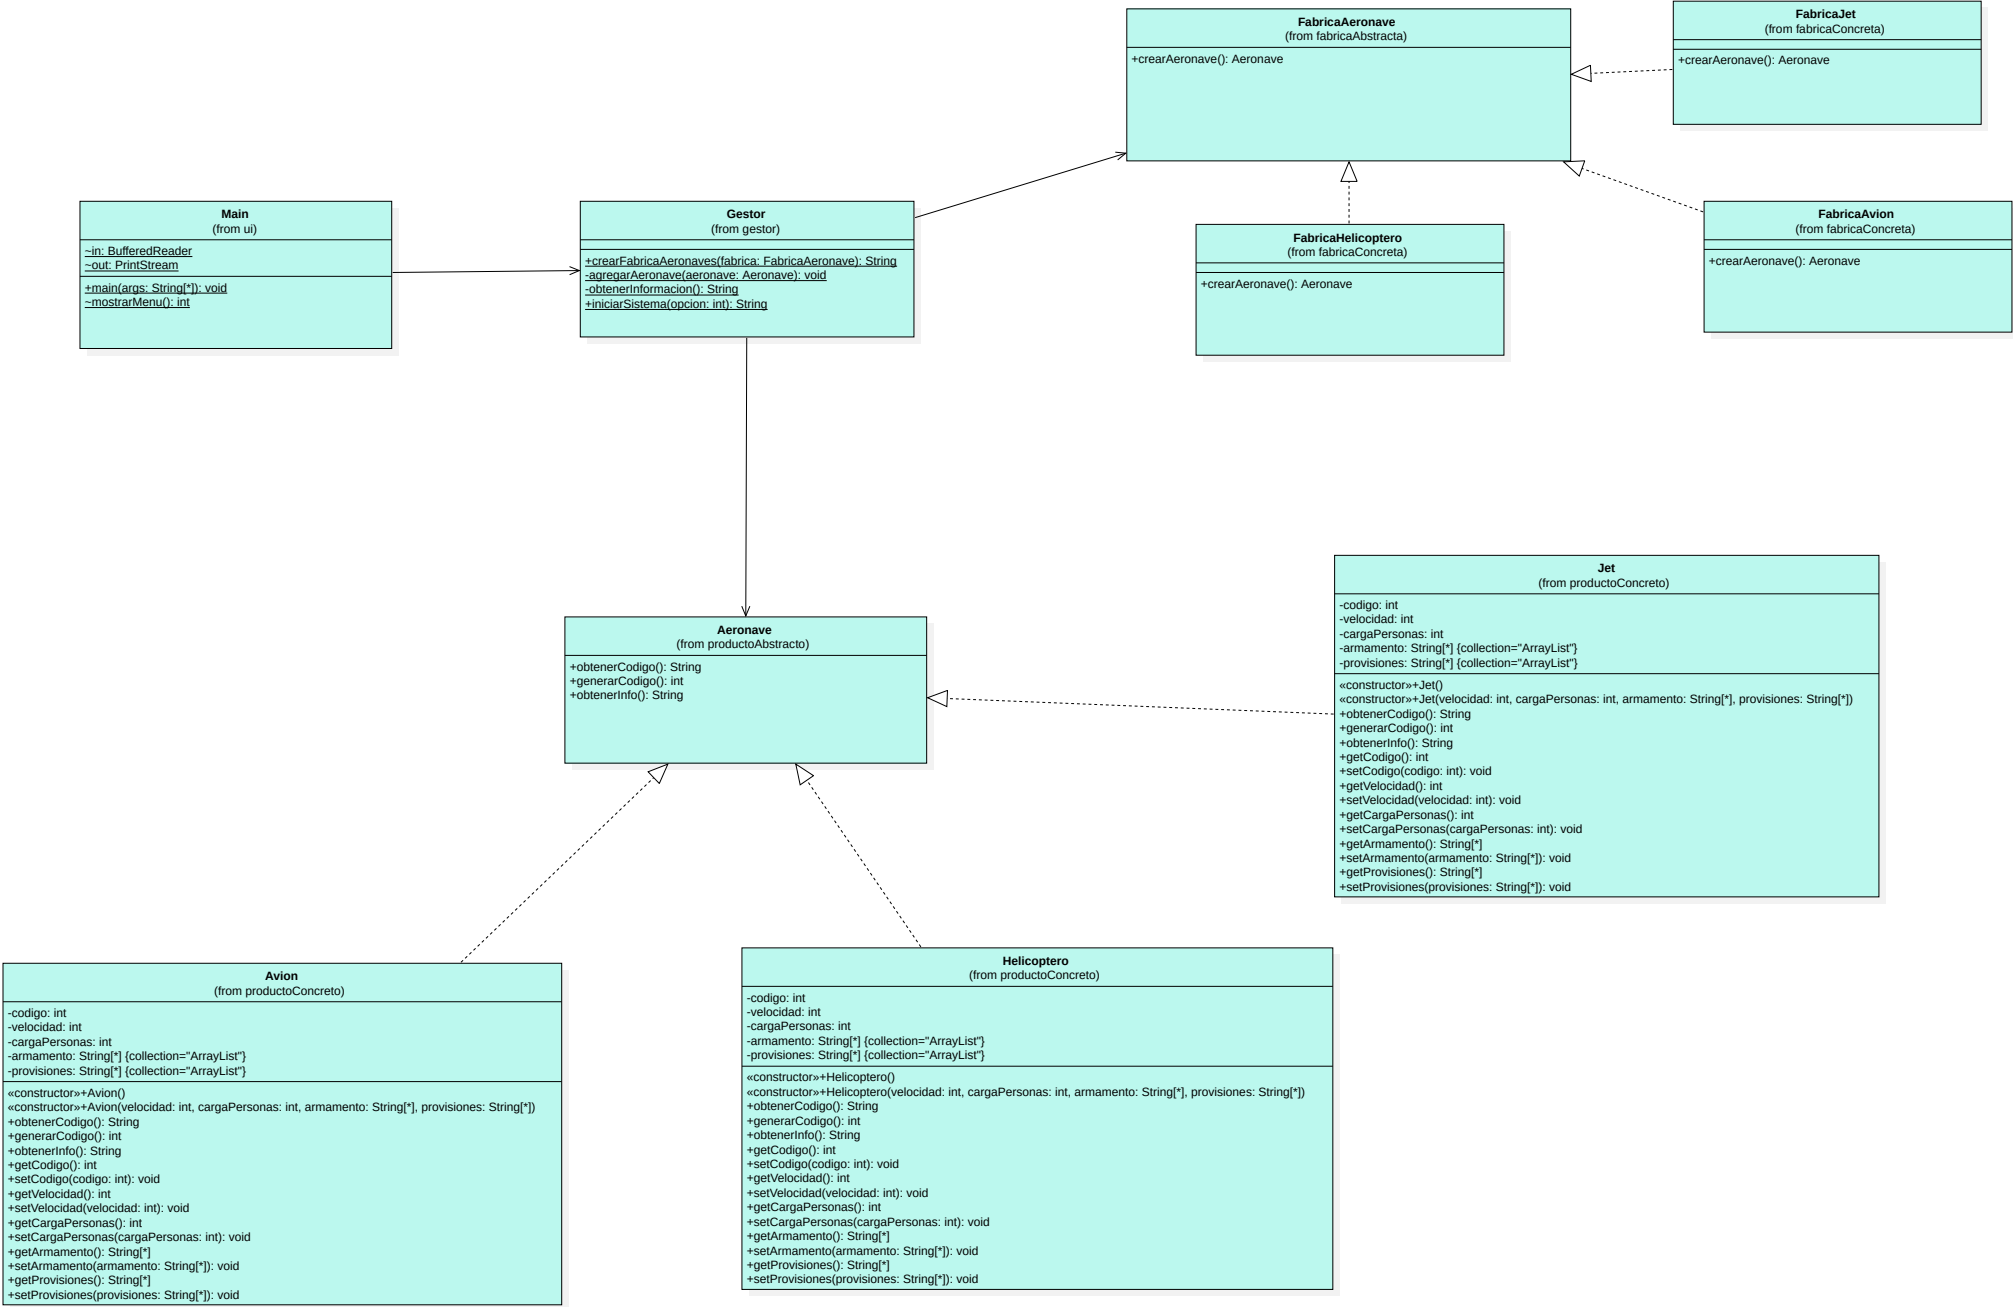 FabricaAeronave
(from fabricaAbstracta)
+crearAeronave(): Aeronave
FabricaJet
(from fabricaConcreta)
+crearAeronave(): Aeronave
Main
(from ui)
~in: BufferedReader
~out: PrintStream
+main(args: String[*]): void
~mostrarMenu(): int
Gestor
(from gestor)
+crearFabricaAeronaves(fabrica: FabricaAeronave): String
-agregarAeronave(aeronave: Aeronave): void
-obtenerInformacion(): String
+iniciarSistema(opcion: int): String
FabricaHelicoptero
(from fabricaConcreta)
+crearAeronave(): Aeronave
FabricaAvion
(from fabricaConcreta)
+crearAeronave(): Aeronave
Aeronave
(from productoAbstracto)
+obtenerCodigo(): String
+generarCodigo(): int
+obtenerInfo(): String
Jet
(from productoConcreto)
-codigo: int
-velocidad: int
-cargaPersonas: int
-armamento: String[*] {collection="ArrayList"}
-provisiones: String[*] {collection="ArrayList"}
«constructor»+Jet()
«constructor»+Jet(velocidad: int, cargaPersonas: int, armamento: String[*], provisiones: String[*])
+obtenerCodigo(): String
+generarCodigo(): int
+obtenerInfo(): String
+getCodigo(): int
+setCodigo(codigo: int): void
+getVelocidad(): int
+setVelocidad(velocidad: int): void
+getCargaPersonas(): int
+setCargaPersonas(cargaPersonas: int): void
+getArmamento(): String[*]
+setArmamento(armamento: String[*]): void
+getProvisiones(): String[*]
+setProvisiones(provisiones: String[*]): void
Avion
(from productoConcreto)
-codigo: int
-velocidad: int
-cargaPersonas: int
-armamento: String[*] {collection="ArrayList"}
-provisiones: String[*] {collection="ArrayList"}
«constructor»+Avion()
«constructor»+Avion(velocidad: int, cargaPersonas: int, armamento: String[*], provisiones: String[*])
+obtenerCodigo(): String
+generarCodigo(): int
+obtenerInfo(): String
+getCodigo(): int
+setCodigo(codigo: int): void
+getVelocidad(): int
+setVelocidad(velocidad: int): void
+getCargaPersonas(): int
+setCargaPersonas(cargaPersonas: int): void
+getArmamento(): String[*]
+setArmamento(armamento: String[*]): void
+getProvisiones(): String[*]
+setProvisiones(provisiones: String[*]): void
Helicoptero
(from productoConcreto)
-codigo: int
-velocidad: int
-cargaPersonas: int
-armamento: String[*] {collection="ArrayList"}
-provisiones: String[*] {collection="ArrayList"}
«constructor»+Helicoptero()
«constructor»+Helicoptero(velocidad: int, cargaPersonas: int, armamento: String[*], provisiones: String[*])
+obtenerCodigo(): String
+generarCodigo(): int
+obtenerInfo(): String
+getCodigo(): int
+setCodigo(codigo: int): void
+getVelocidad(): int
+setVelocidad(velocidad: int): void
+getCargaPersonas(): int
+setCargaPersonas(cargaPersonas: int): void
+getArmamento(): String[*]
+setArmamento(armamento: String[*]): void
+getProvisiones(): String[*]
+setProvisiones(provisiones: String[*]): void